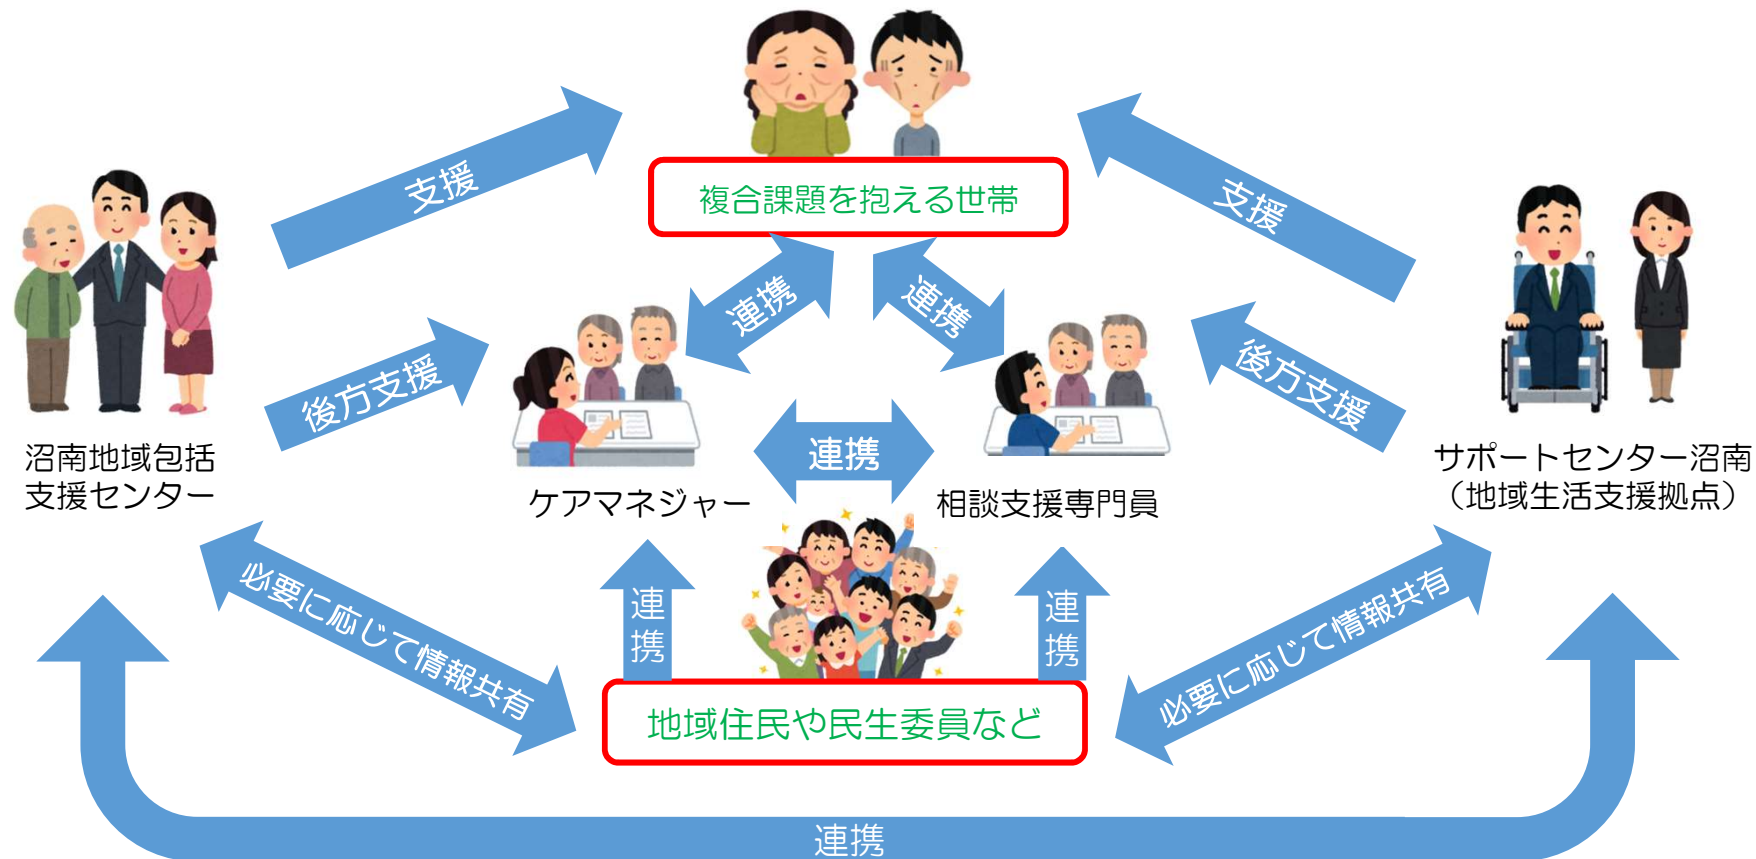 複合課題を抱える世帯
支援
支援
連携
連携
後方支援
後方支援
連携
沼南地域包括
支援センター
ケアマネジャー
相談支援専門員
サポートセンター沼南
（地域生活支援拠点）
必要に応じて情報共有
連携
連携
必要に応じて情報共有
地域住民や民生委員など
連携